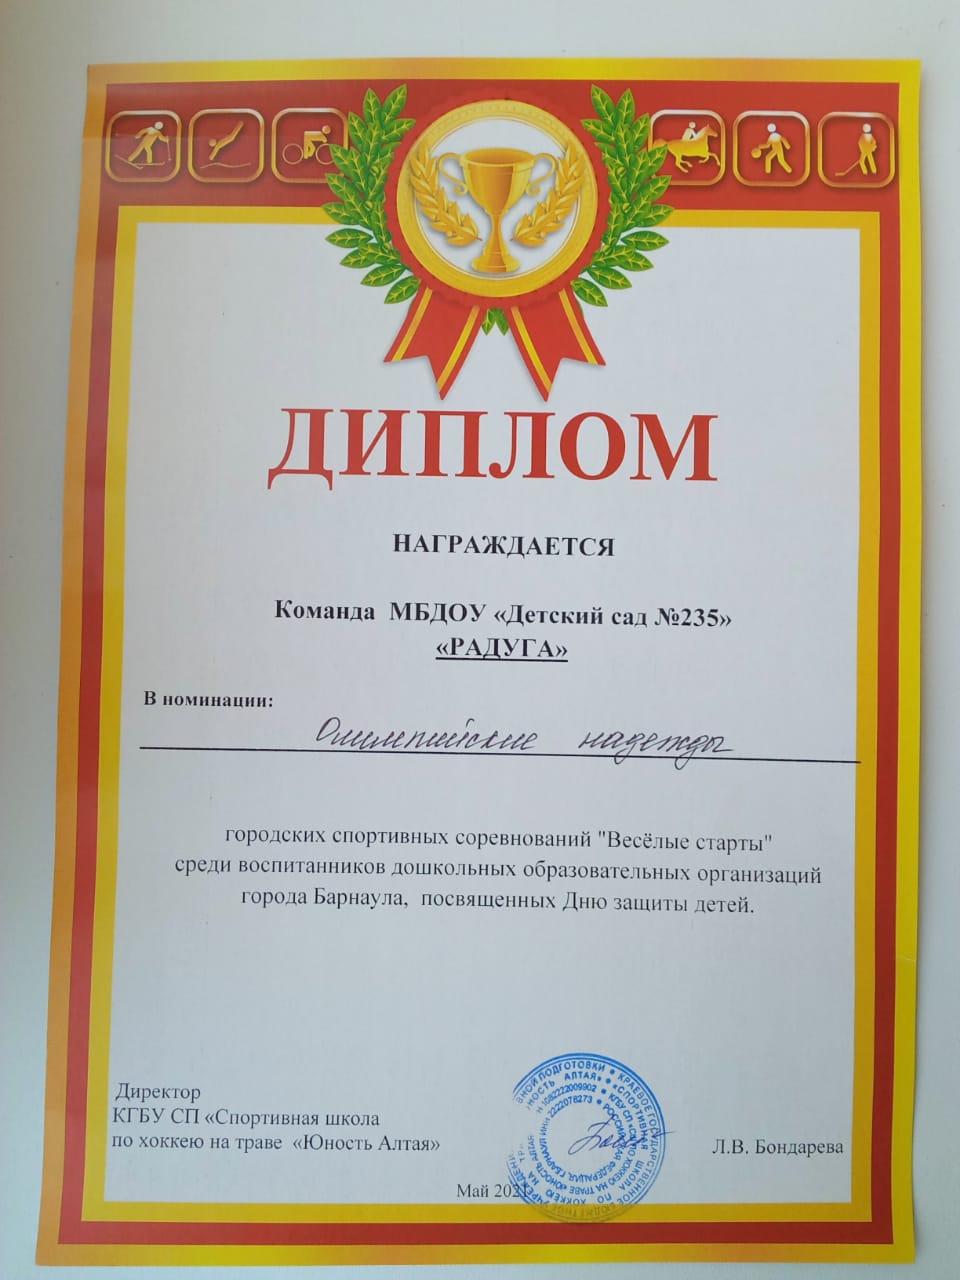 ДИПЛОМ
НАГРАЖДАЕТСЯ
Команда МБДОУ «Детский сад №235»
«РАДУГА»
В номинации:
Олимпийские надежды
городских спортивных соревнований "Весёлые старты"
среди воспитанников дошкольных образовательных организаций
города Барнаула, посвященных Дню защиты детей.
Директор
КГБУ СП «Спортивная школа
по хоккею на траве «Юность Алтая»
Л.В. Бондарева
Май 2021